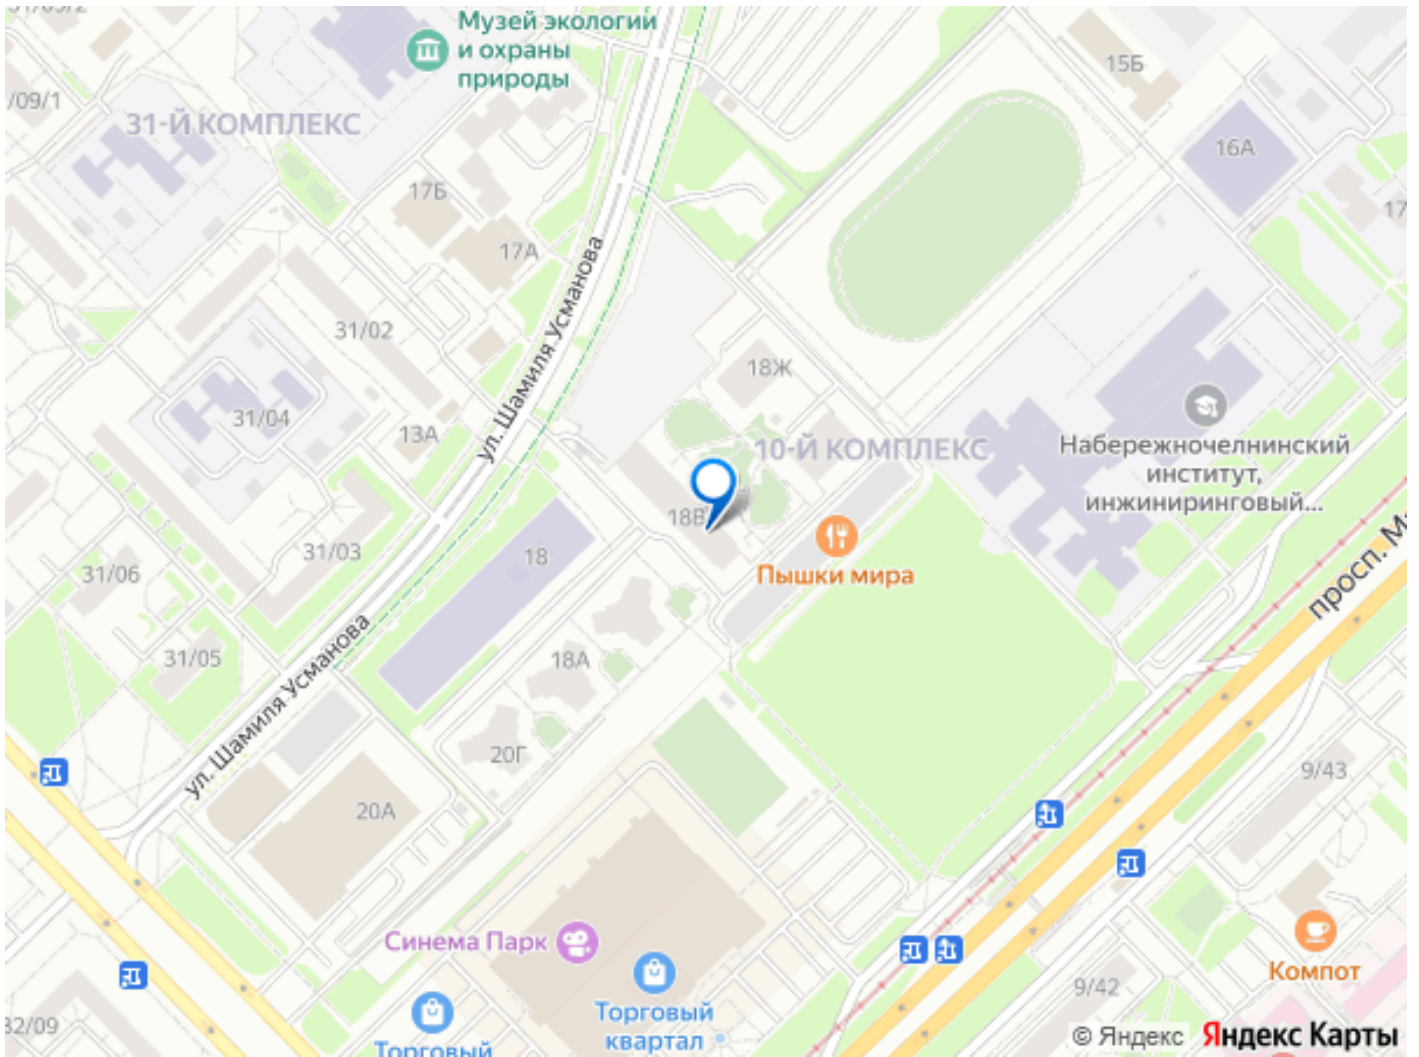 Музей экологии
и охраны
природы
/09/1
31-Й КОМПЛЕКС
15Б
16А
17Б
17А
17
31/02
ул. Шамиля Усманова
18Ж
31/04
13А
10-Й КОМПЛЕКС
Набережночелнинский
институт,
инжиниринговый...
18В
31/03
18
31/06
Пышки мира
просп. М
31/05
18А
ул. Шамиля Усманова
20Г
20А
9/43
Синема Парк
Компот
9/42
Торговый
квартал
32/09
Торговый
© Яндекс Яндекс Карты